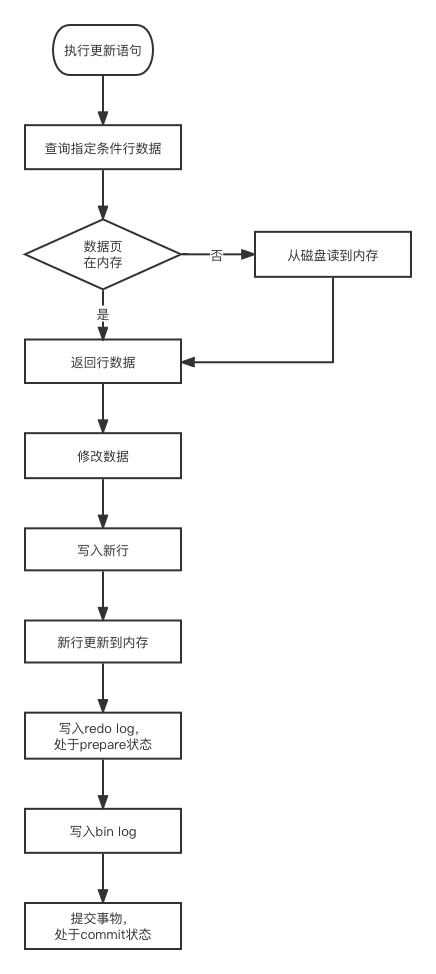 执行更新语句
查询指定条件行数据
数据页
在内存
否
从磁盘读到内存
是
返回行数据
修改数据
写入新行
新行更新到内存
写入redo log，
处于prepare状态
写入bin log
提交事物，
处于commit状态